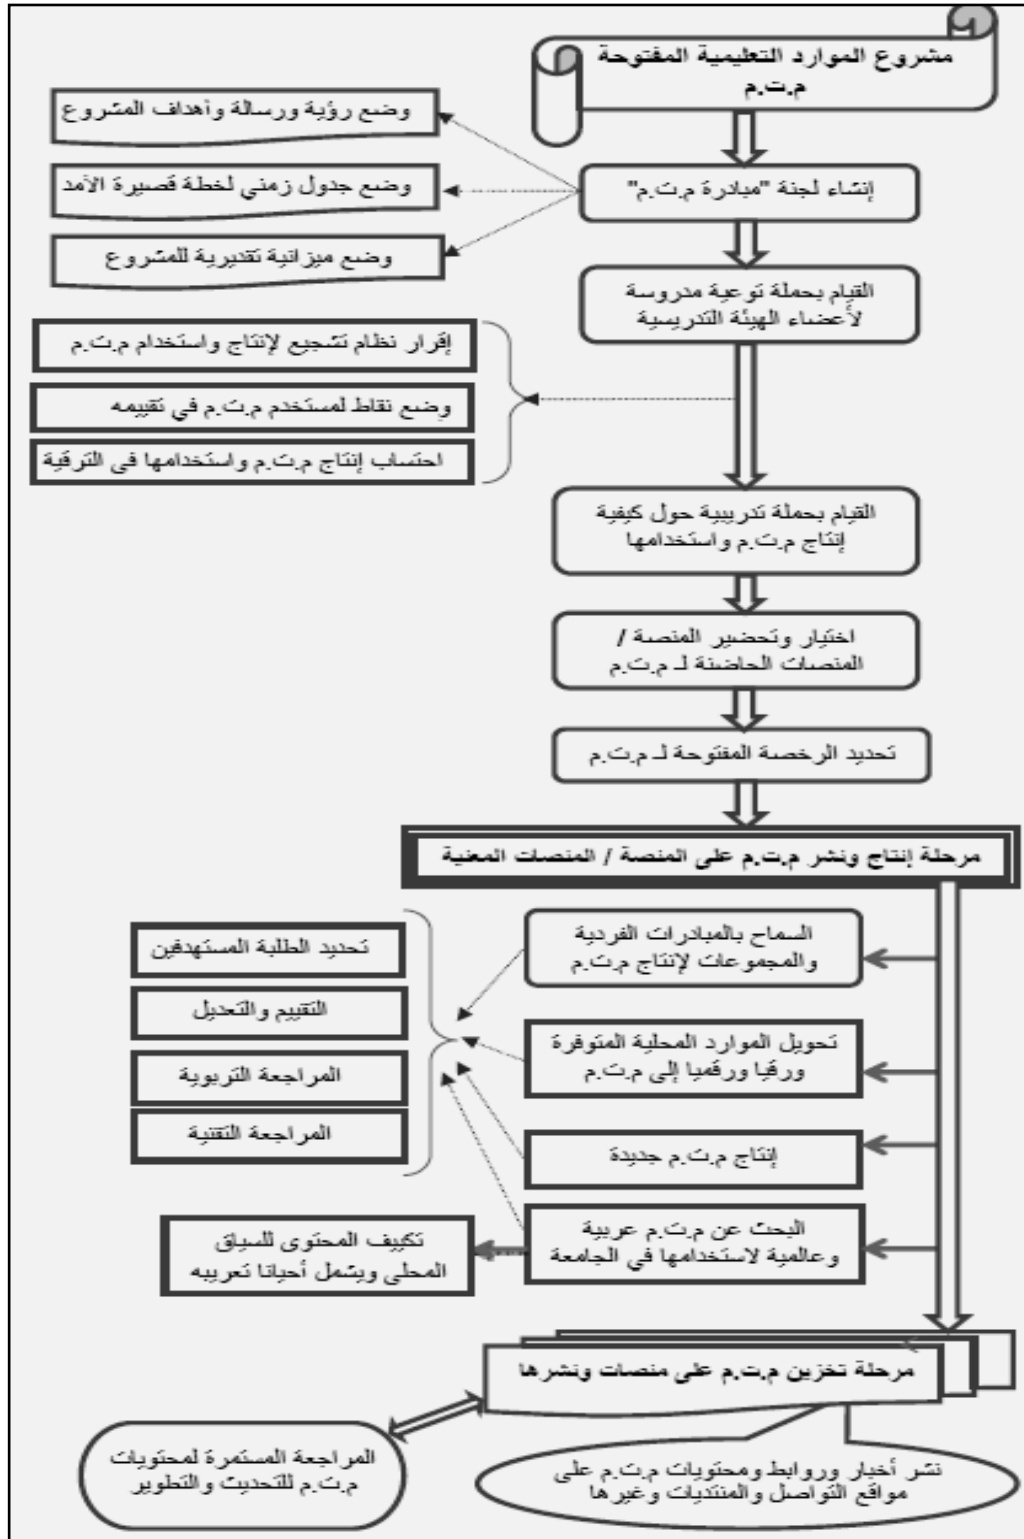 مشروع الموارد التعليمية المفتوحة
م.ت.م
إنشاء لجنة "مبادرة م.ت.م"
وضع رؤية ورسالة وأهداف المشروع
وضع جدول زمني لخطة قصيرة الأمد
وضع ميزانية تقديرية للمشروع
القيام بحملة توعية مدروسة
لأعضاء الهيئة التدريسية
إقرار نظام تشجيع لإنتاج واستخدام م.ت.م
وضع نقاط لمستخدم م.ت.م في تقييمه
احتساب إنتاج م.ت.م واستخدامها في الترقية
القيام بحملة تدريبية حول كيفية
إنتاج م.ت.م واستخدامها
اختيار وتحضير المنصة /
المنصات الحاضنة لـ م.ت.م
تحديد الرخصة المفتوحة لـ م.ت.م
مرحلة إنتاج ونشر م.ت.م على المنصة / المنصات المعنية
السماح بالمبادرات الفردية
والمجموعات لإنتاج م.ت.م
تحويل الموارد المحلية المتوفرة
ورقيا ورقميا إلى م.ت.م
إنتاج م.ت.م جديدة
البحث عن م.ت.م عربية
وعالمية لاستخدامها في الجامعة
تحديد الطلبة المستهدفين
التقييم والتعديل
المراجعة التربوية
المراجعة التقنية
تكييف المحتوى للسياق
المحلي ويشمل أحيانا تعريبه
مرحلة تخزين م.ت.م على منصات ونشرها
نشر أخبار وروابط ومحتويات م.ت.م على
مواقع التواصل والمنتديات وغيرها
المراجعة المستمرة لمحتويات
م.ت.م للتحديث والتطوير